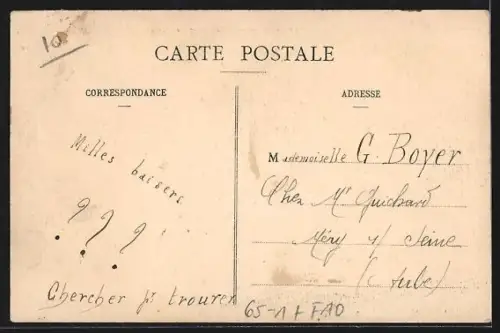 10
CARTE POSTALE
CORRESPONDANCE
ADRESSE
Milles baisers
? ? ?
Chercher pr trouver
Mademoiselle G. Boyer
Chez Mr Guichard
Méry s/ Seine
(Aube)
65-1 + F10